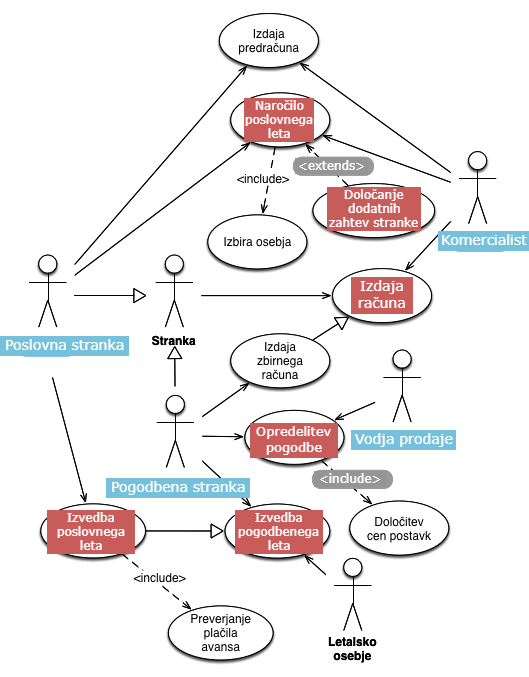 Izdaja
predračuna
Naročilo
poslovnega
leta
<extends>
<include>
Določanje
dodatnih
zahtev stranke
Komercialist
Izbira osebja
Izdaja
računa
Poslovna stranka
Stranka
Izdaja
zbirnega
računa
Opredelitev
pogodbe
Vodja prodaje
Pogodbena stranka
<include>
Izvedba
poslovnega
leta
Izvedba
pogodbenega
leta
Določitev
cen postavk
<include>
Preverjanje
plačila
avansa
Letalsko
osebje